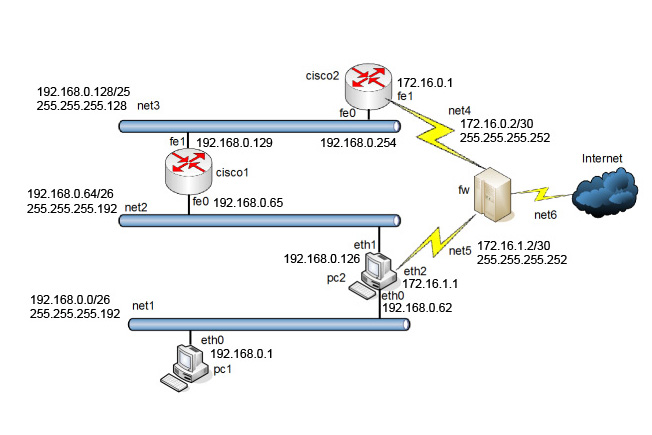 cisco2
172.16.0.1
fe1
fe0
192.168.0.128/25
255.255.255.128
net3
net4
172.16.0.2/30
255.255.255.252
fe1
192.168.0.129
192.168.0.254
cisco1
Internet
fw
192.168.0.64/26
255.255.255.192
net2
fe0
192.168.0.65
net6
eth1
192.168.0.126
net5
172.16.1.2/30
255.255.255.252
pc2
eth2
172.16.1.1
eth0
192.168.0.62
192.168.0.0/26
255.255.255.192
net1
eth0
192.168.0.1
pc1